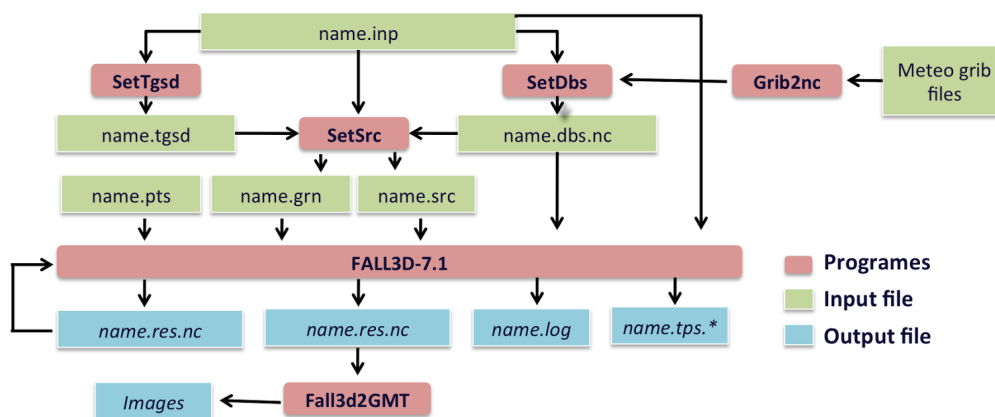 name.inp
SetTgsd
SetDbs
Grib2nc
Meteo grib
files
name.tgsd
SetSrc
name.dbs.nc
name.pts
name.grn
name.src
FALL3D-7.1
Programes
Input file
Output file
name.res.nc
name.res.nc
name.log
name.tps.*
Images
Fall3d2GMT